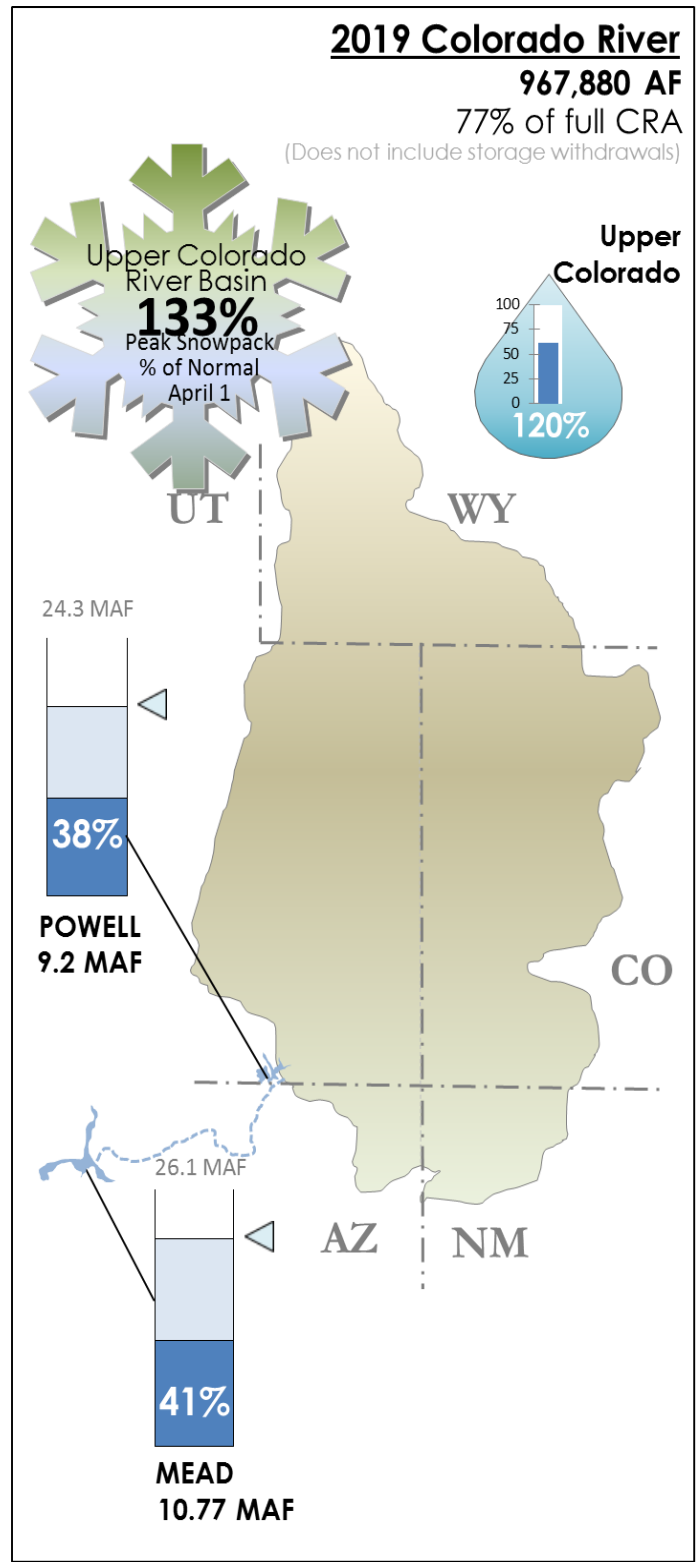 2019 Colorado River
967,880 AF
77% of full CRA
(Does not include storage withdrawals)
Upper Colorado
River Basin
133%
Peak Snowpack
% of Normal
April 1
Upper
Colorado
100
75
50
25
0
120%
UT
WY
24.3 MAF
38%
POWELL
9.2 MAF
CO
26.1 MAF
AZ
NM
41%
MEAD
10.77 MAF